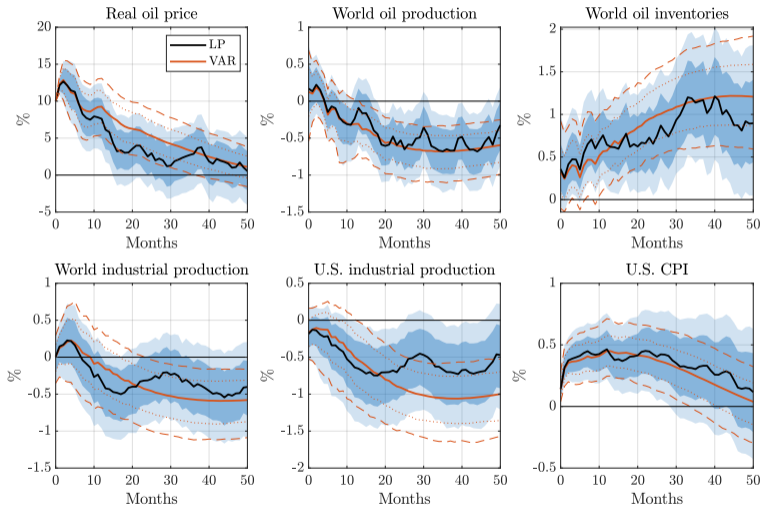 Real oil price
20
15
10
5
0
-5
%
0 10 20 30 40 50
Months
LP
VAR
World oil production
1
0.5
0
-0.5
-1
-1.5
%
0 10 20 30 40 50
Months
World oil inventories
2
1.5
1
0.5
0
%
0 10 20 30 40 50
Months
World industrial production
1
0.5
0
-0.5
-1
-1.5
%
0 10 20 30 40 50
Months
U.S. industrial production
0.5
0
-0.5
-1
-1.5
-2
%
0 10 20 30 40 50
Months
U.S. CPI
1
0.5
0
-0.5
%
0 10 20 30 40 50
Months